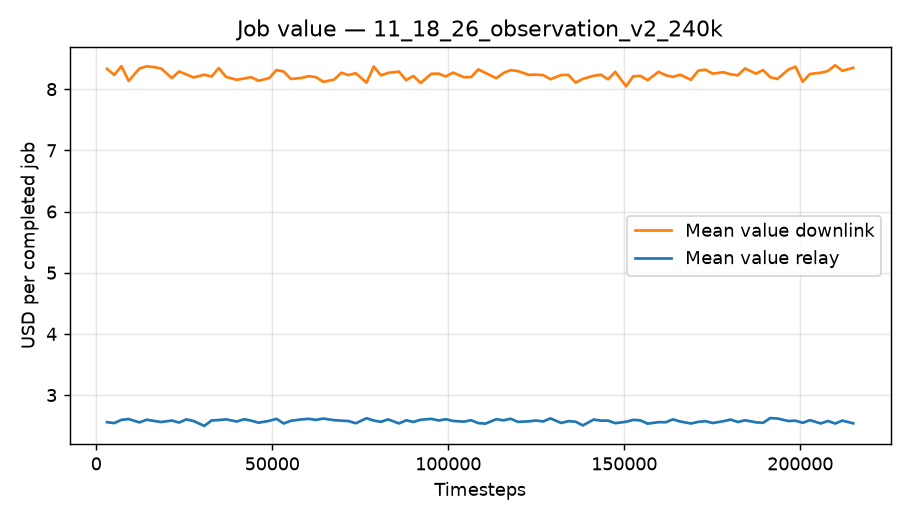 Job value — 11_18_26_observation_v2_240k
USD per completed job
8
7
6
5
4
3
Mean value downlink
Mean value relay
0
50000
100000
150000
200000
Timesteps